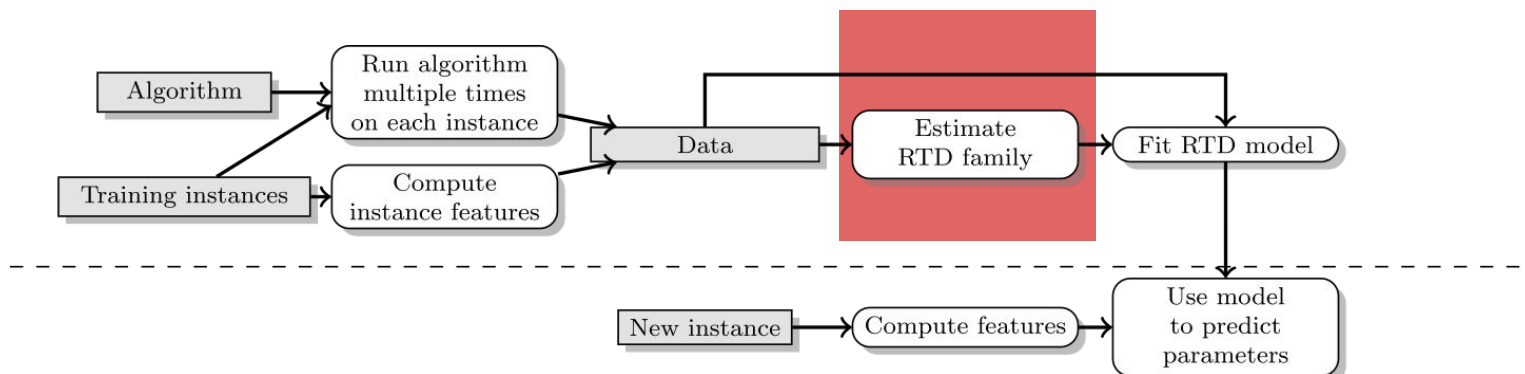 Algorithm
Run algorithm
multiple times
on each instance
Training instances
Compute
instance features
Data
Estimate
RTD family
Fit RTD model
New instance
Compute features
Use model
to predict
parameters